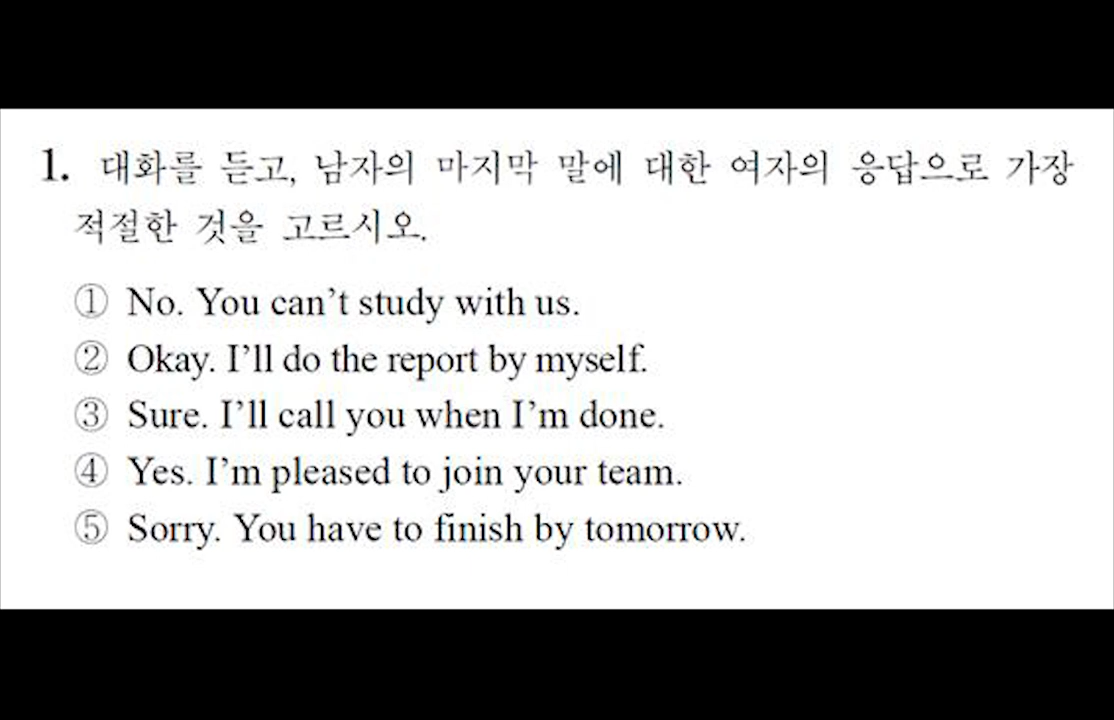 1. 대화를 듣고, 남자의 마지막 말에 대한 여자의 응답으로 가장
적절한 것을 고르시오.
① No. You can’t study with us.
② Okay. I’ll do the report by myself.
③ Sure. I’ll call you when I’m done.
④ Yes. I’m pleased to join your team.
⑤ Sorry. You have to finish by tomorrow.